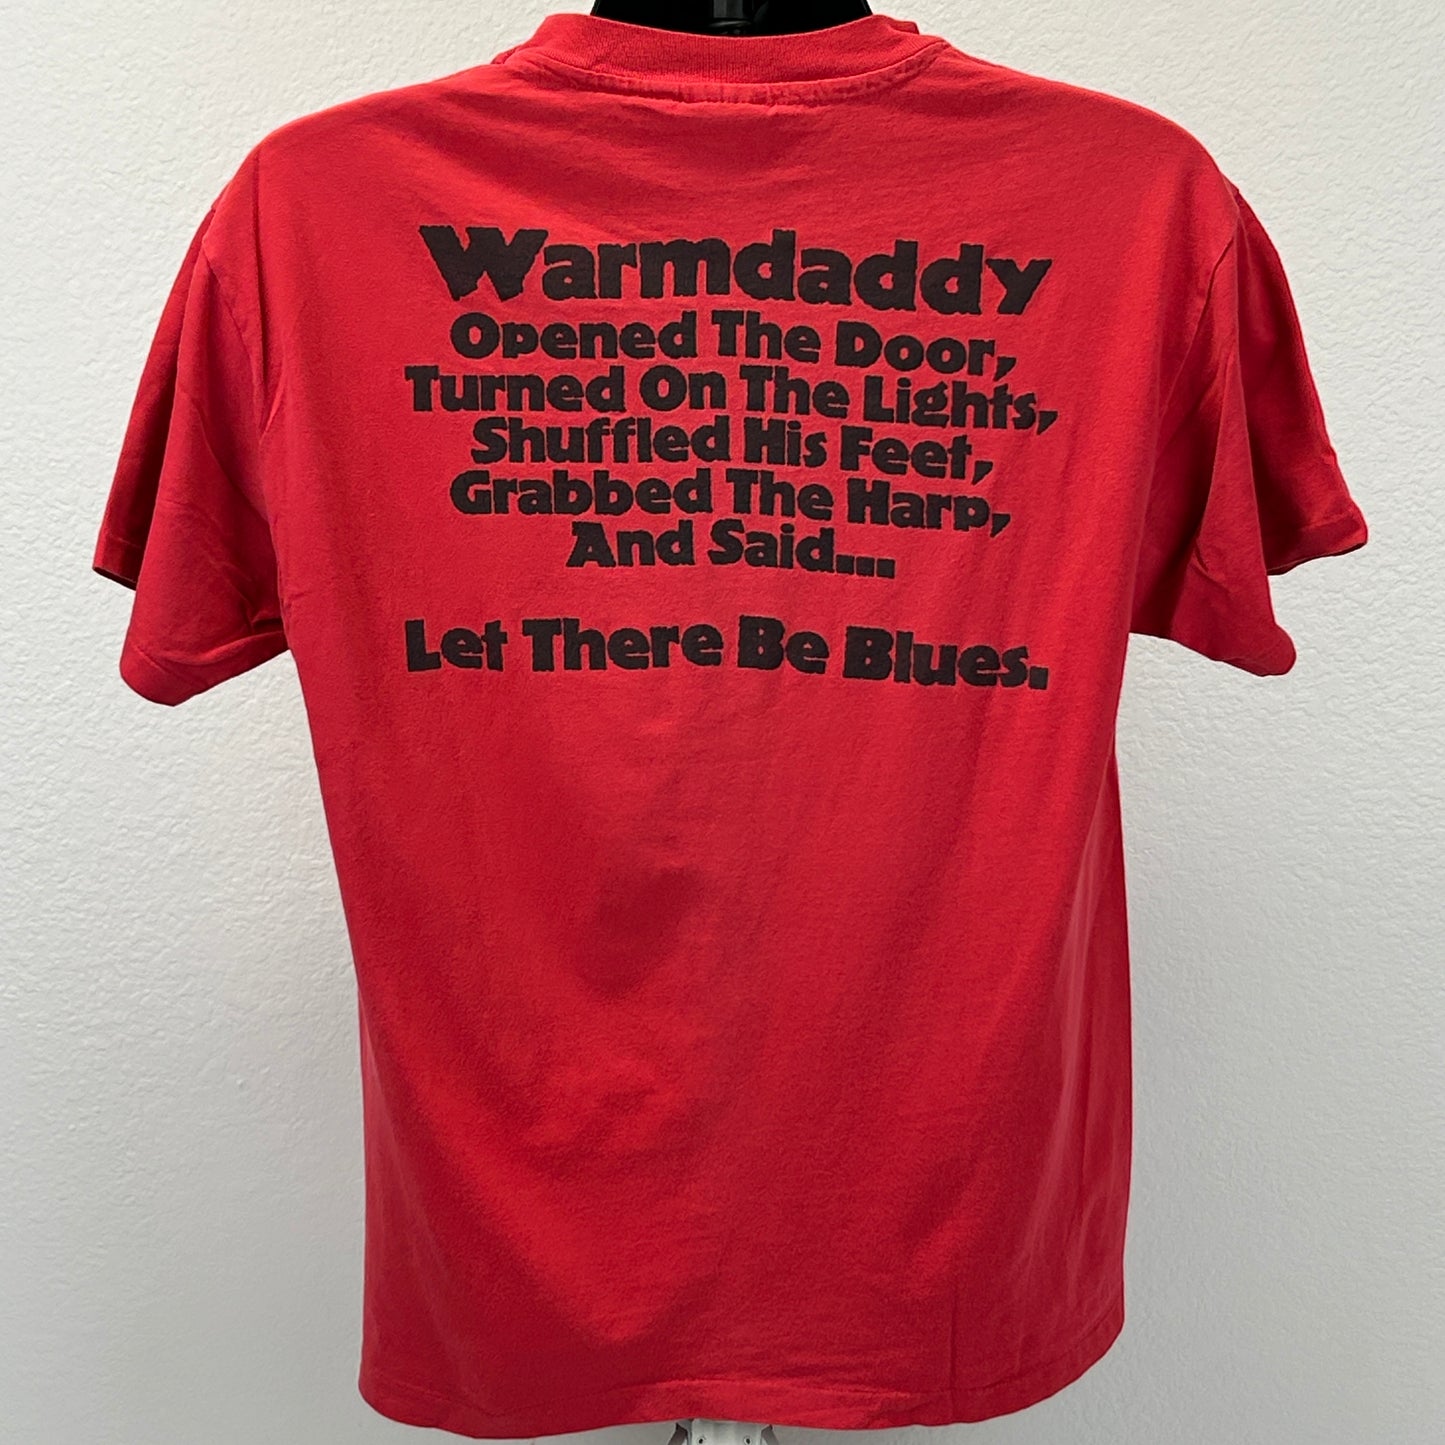 Warmdaddy
Opened The Door,
Turned On The Lights,
Shuffled His Feet,
Grabbed The Harp,
And Said...
Let There Be Blues.